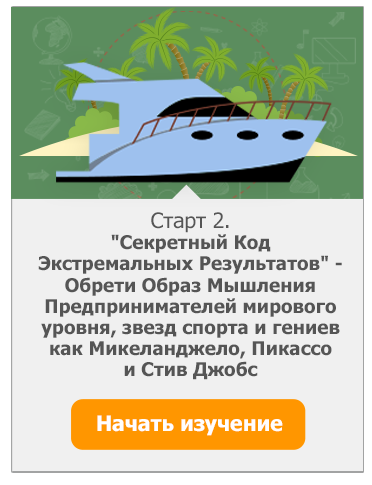 Старт 2.
"Секретный Код
Экстремальных Результатов" -
Обрети Образ Мышления
Предпринимателей мирового
уровня, звезд спорта и гениев
как Микеланджело, Пикассо
и Стив Джобс
Начать изучение